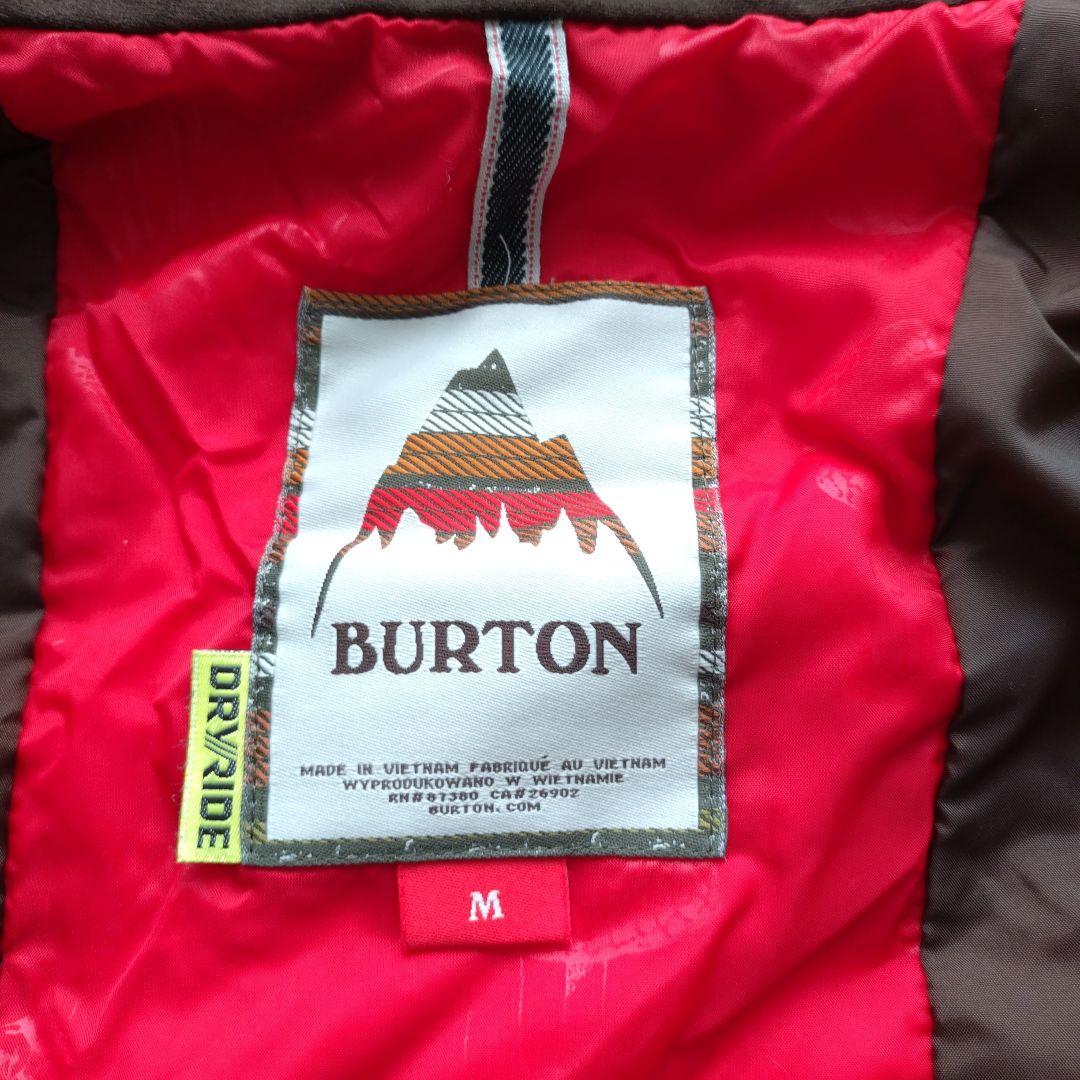 BURTON
DRY//RIDE
MADE IN VIETNAM FABRIQUÉ AU VIETNAM
WYPRODUKOWANO W WIETNAMIE
RN#87380 CA#26902
BURTON.COM
M